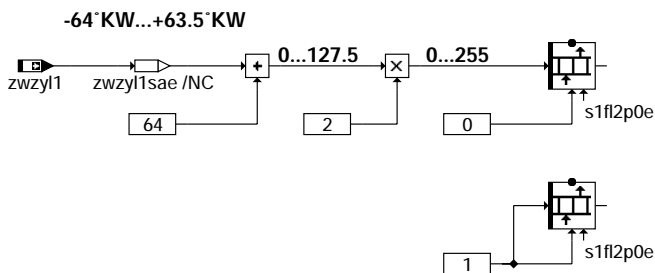 -64°KW...+63.5°KW
0...127.5
0...255
zwzyl1
zwzyl1sae /NC
+
×
64
2
0
s1fl2p0e
1
s1fl2p0e